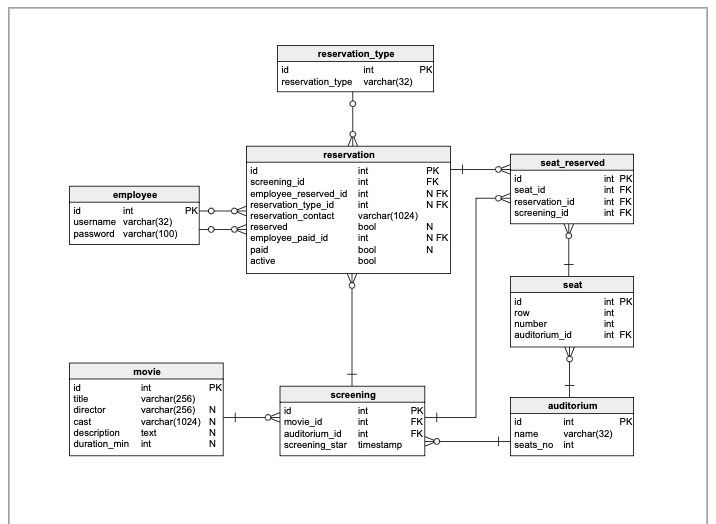 reservation_type
id int PK
reservation_type varchar(32)
reservation
id int PK
screening_id int FK
employee_reserved_id int N FK
reservation_type_id int N FK
reservation_contact varchar(1024)
reserved bool N
employee_paid_id int N FK
paid bool N
active bool
seat_reserved
id int PK
seat_id int FK
reservation_id int FK
screening_id int FK
employee
id int PK
username varchar(32)
password varchar(100)
seat
id int PK
row int
number int
auditorium_id int FK
movie
id int PK
title varchar(256)
director varchar(256) N
cast varchar(1024) N
description text N
duration_min int N
screening
id int PK
movie_id int FK
auditorium_id int FK
screening_star timestamp
auditorium
id int PK
name varchar(32)
seats_no int